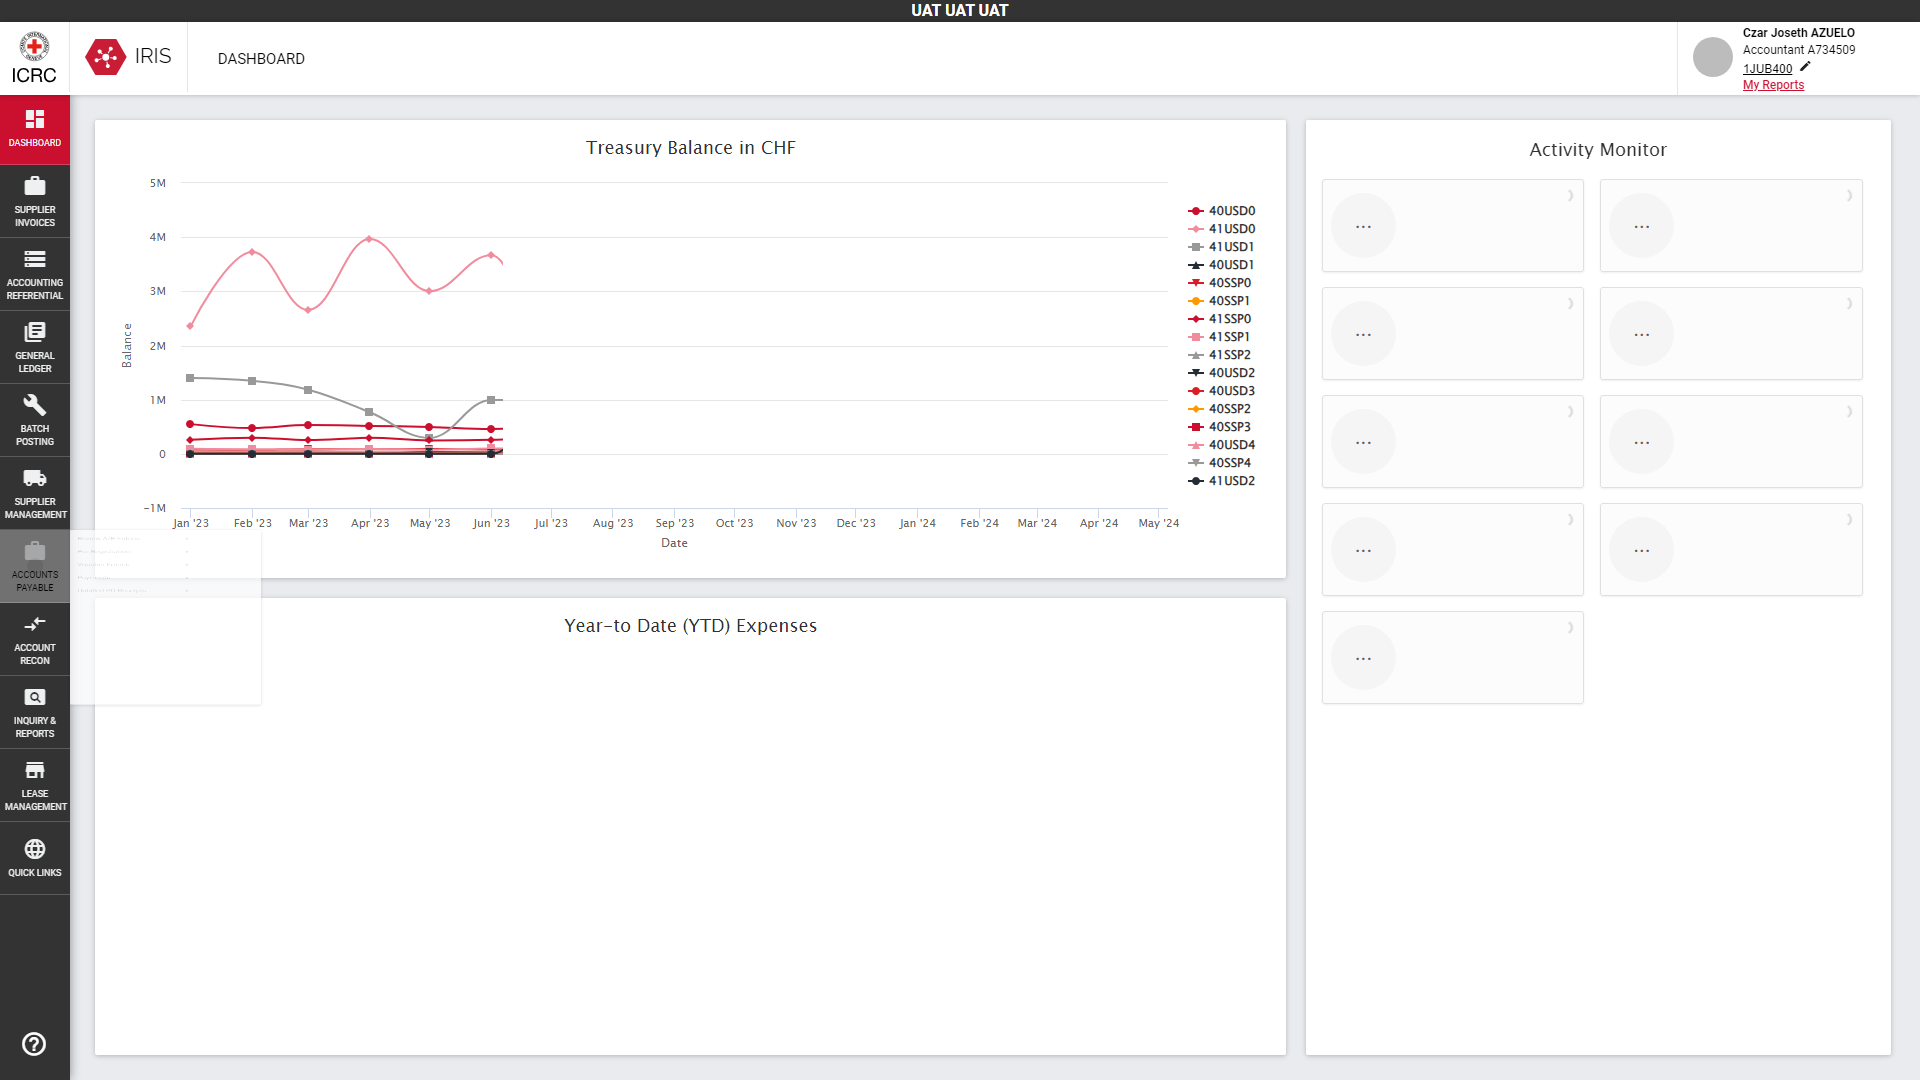 UAT UAT UAT
ICRC
IRIS
DASHBOARD
Czar Joseth AZUELO
Accountant A734509
1JUB400
My Reports
DASHBOARD
SUPPLIER
INVOICES
ACCOUNTING
REFERENTIAL
GENERAL
LEDGER
BATCH
POSTING
SUPPLIER
MANAGEMENT
ACCOUNTS
PAYABLE
ACCOUNT
RECON
INQUIRY &
REPORTS
LEASE
MANAGEMENT
QUICK LINKS
Treasury Balance in CHF
Balance
5M
4M
3M
2M
1M
0
-1M
Jan '23 Feb '23 Mar '23 Apr '23 May '23 Jun '23 Jul '23 Aug '23 Sep '23 Oct '23 Nov '23 Dec '23 Jan '24 Feb '24 Mar '24 Apr '24 May '24
Date
40USD0
41USD0
41USD1
40USD1
40SSP0
40SSP1
41SSP0
41SSP1
41SSP2
40USD2
40USD3
40SSP2
40SSP3
40USD4
40SSP4
41USD2
Year-to Date (YTD) Expenses
Activity Monitor
... ...
... ...
... ...
... ...
...